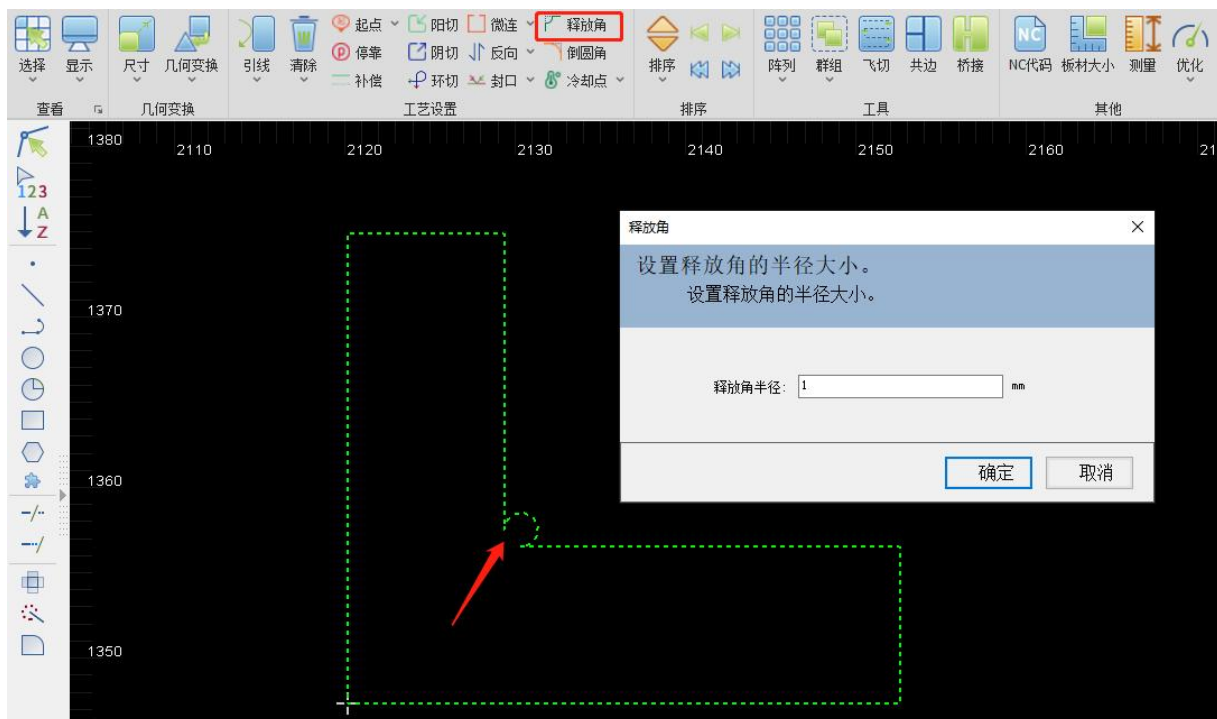 起点 阳切 微连 释放角
选择 显示 尺寸 几何变换 引线 清除 停靠 阴切 反向 倒圆角 排序 阵列 群组 飞切 共边 桥接 NC NC代码 板材大小 测量 优化
补偿 环切 封口 冷却点
查看 几何变换 工艺设置 排序 工具 其他
1380 2110 2120 2130 2140 2150 2160 21
123
A
Z
释放角
设置释放角的半径大小。
设置释放角的半径大小。
1370
释放角半径: 1 mm
确定 取消
1360
1350